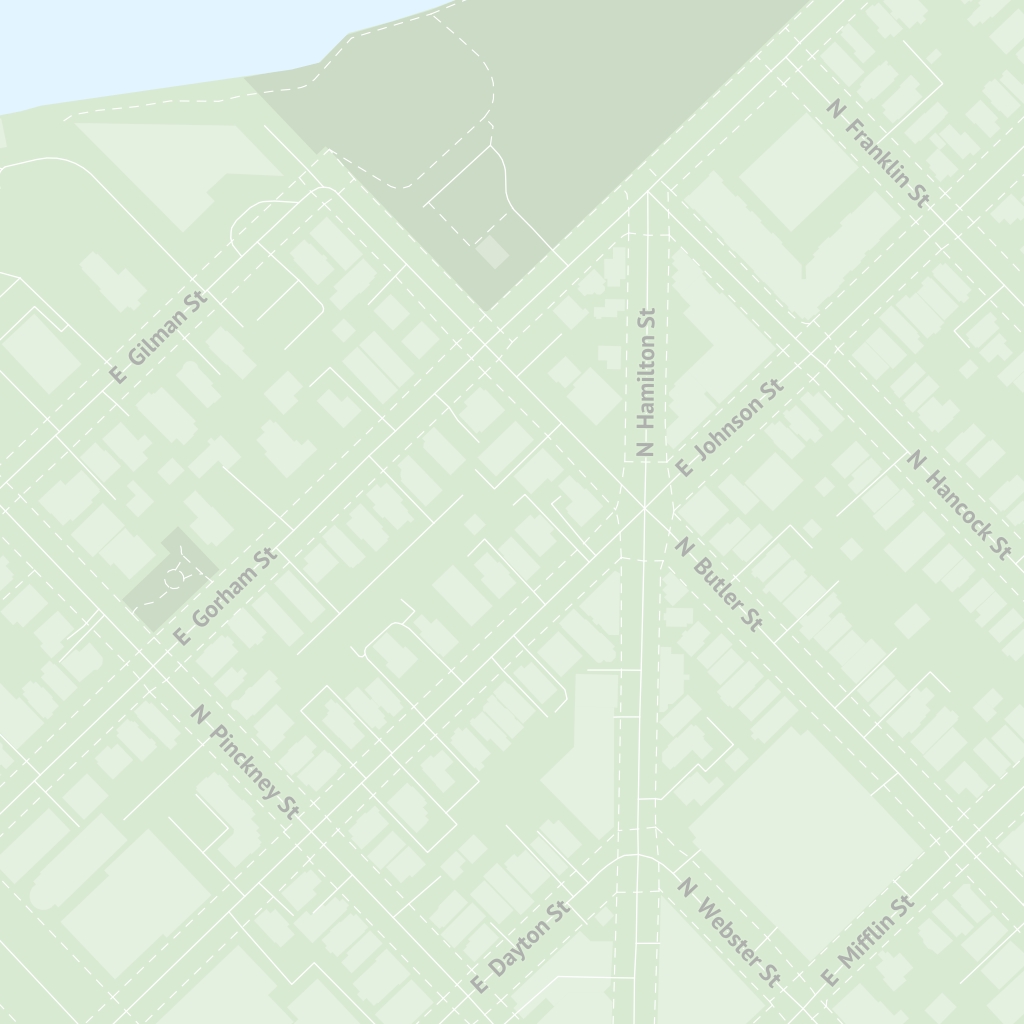 N Franklin St
E Gilman St
N Hamilton St
E Johnson St
N Hancock St
E Gorham St
N Butler St
N Pinckney St
E Dayton St
N Webster St
E Mifflin St